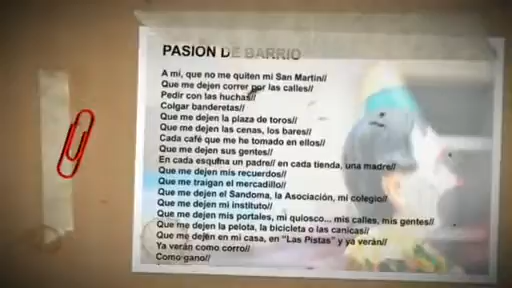 PASION DE BARRIO
A mí, que no me quiten mi San Martín//
Que me dejen correr por las calles//
Pedir con las huchas//
Colgar banderetas//
Que me dejen la plaza de toros//
Que me dejen las cenas, los bares//
Cada café que me he tomado en ellos//
Que me dejen sus gentes//
En cada esquina un padre// en cada tienda, una madre//
Que me dejen mis recuerdos//
Que me traigan el mercadillo//
Que me dejen el Sandoma, la Asociación, mi colegio//
Que me dejen mi instituto//
Que me dejen mis portales, mi quiosco... mis calles, mis gentes//
Que me dejen la pelota, la bicicleta o las canicas//
Que me dejen en mi casa, en "Las Pistas" y ya verán//
Ya verán como corro//
Como gano//